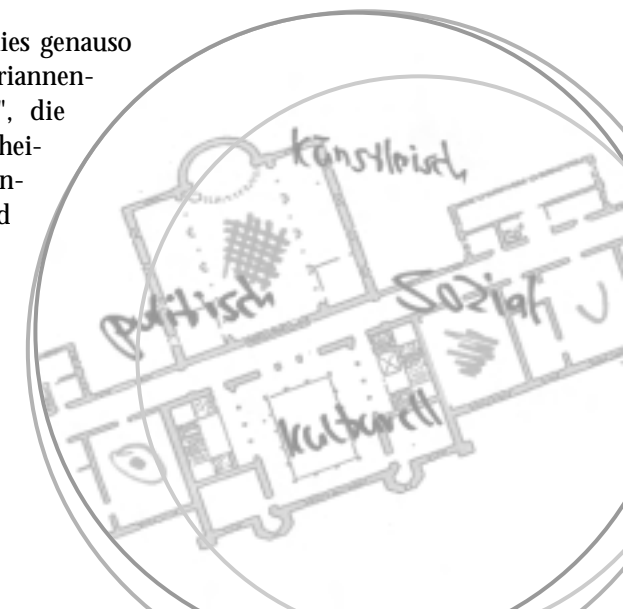 ies genauso
riannen-
", die
hei-
n-
d
künstlerisch
politisch
Sozial
kulturell